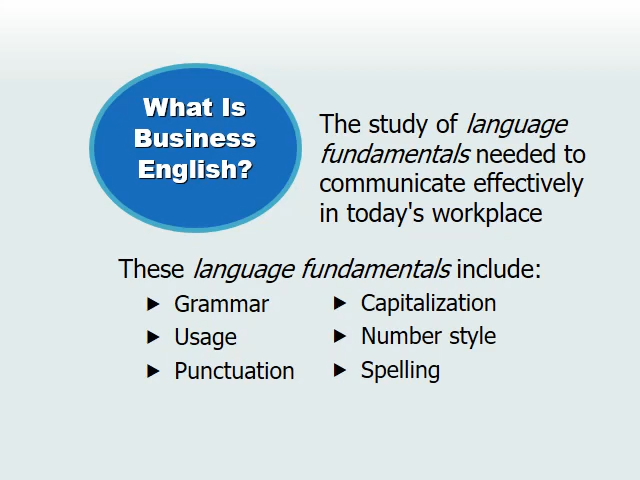 What Is
Business
English?
The study of language
fundamentals needed to
communicate effectively
in today's workplace
These language fundamentals include:
Grammar
Usage
Punctuation
Capitalization
Number style
Spelling